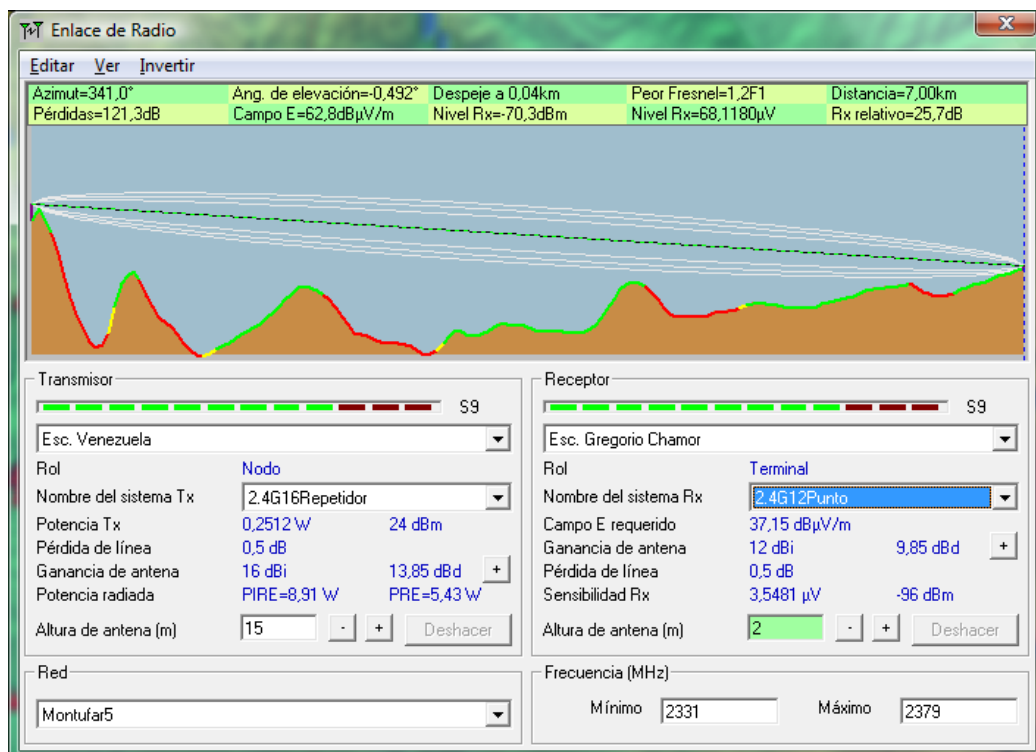 Enlace de Radio
Editar Ver Invertir
Azimut=341,0° Ang. de elevación=-0,492° Despeje a 0,04km Peor Fresnel=1,2F1 Distancia=7,00km
Pérdidas=121,3dB Campo E=62,8dBµV/m Nivel Rx=-70,3dBm Nivel Rx=68,1180µV Rx relativo=25,7dB
Transmisor
S9
Esc. Venezuela
Rol Nodo
Nombre del sistema Tx 2.4G16Repetidor
Potencia Tx 0,2512 W 24 dBm
Pérdida de línea 0,5 dB
Ganancia de antena 16 dBi 13,85 dBd +
Potencia radiada PIRE=8,91 W PRE=5,43 W
Altura de antena (m) 15 - + Deshacer
Red
Montufar5
Receptor
S9
Esc. Gregorio Chamor
Rol Terminal
Nombre del sistema Rx 2.4G12Punto
Campo E requerido 37,15 dBµV/m
Ganancia de antena 12 dBi 9,85 dBd +
Pérdida de línea 0,5 dB
Sensibilidad Rx 3,5481 µV -96 dBm
Altura de antena (m) 2 - + Deshacer
Frecuencia (MHz)
Mínimo 2331 Máximo 2379